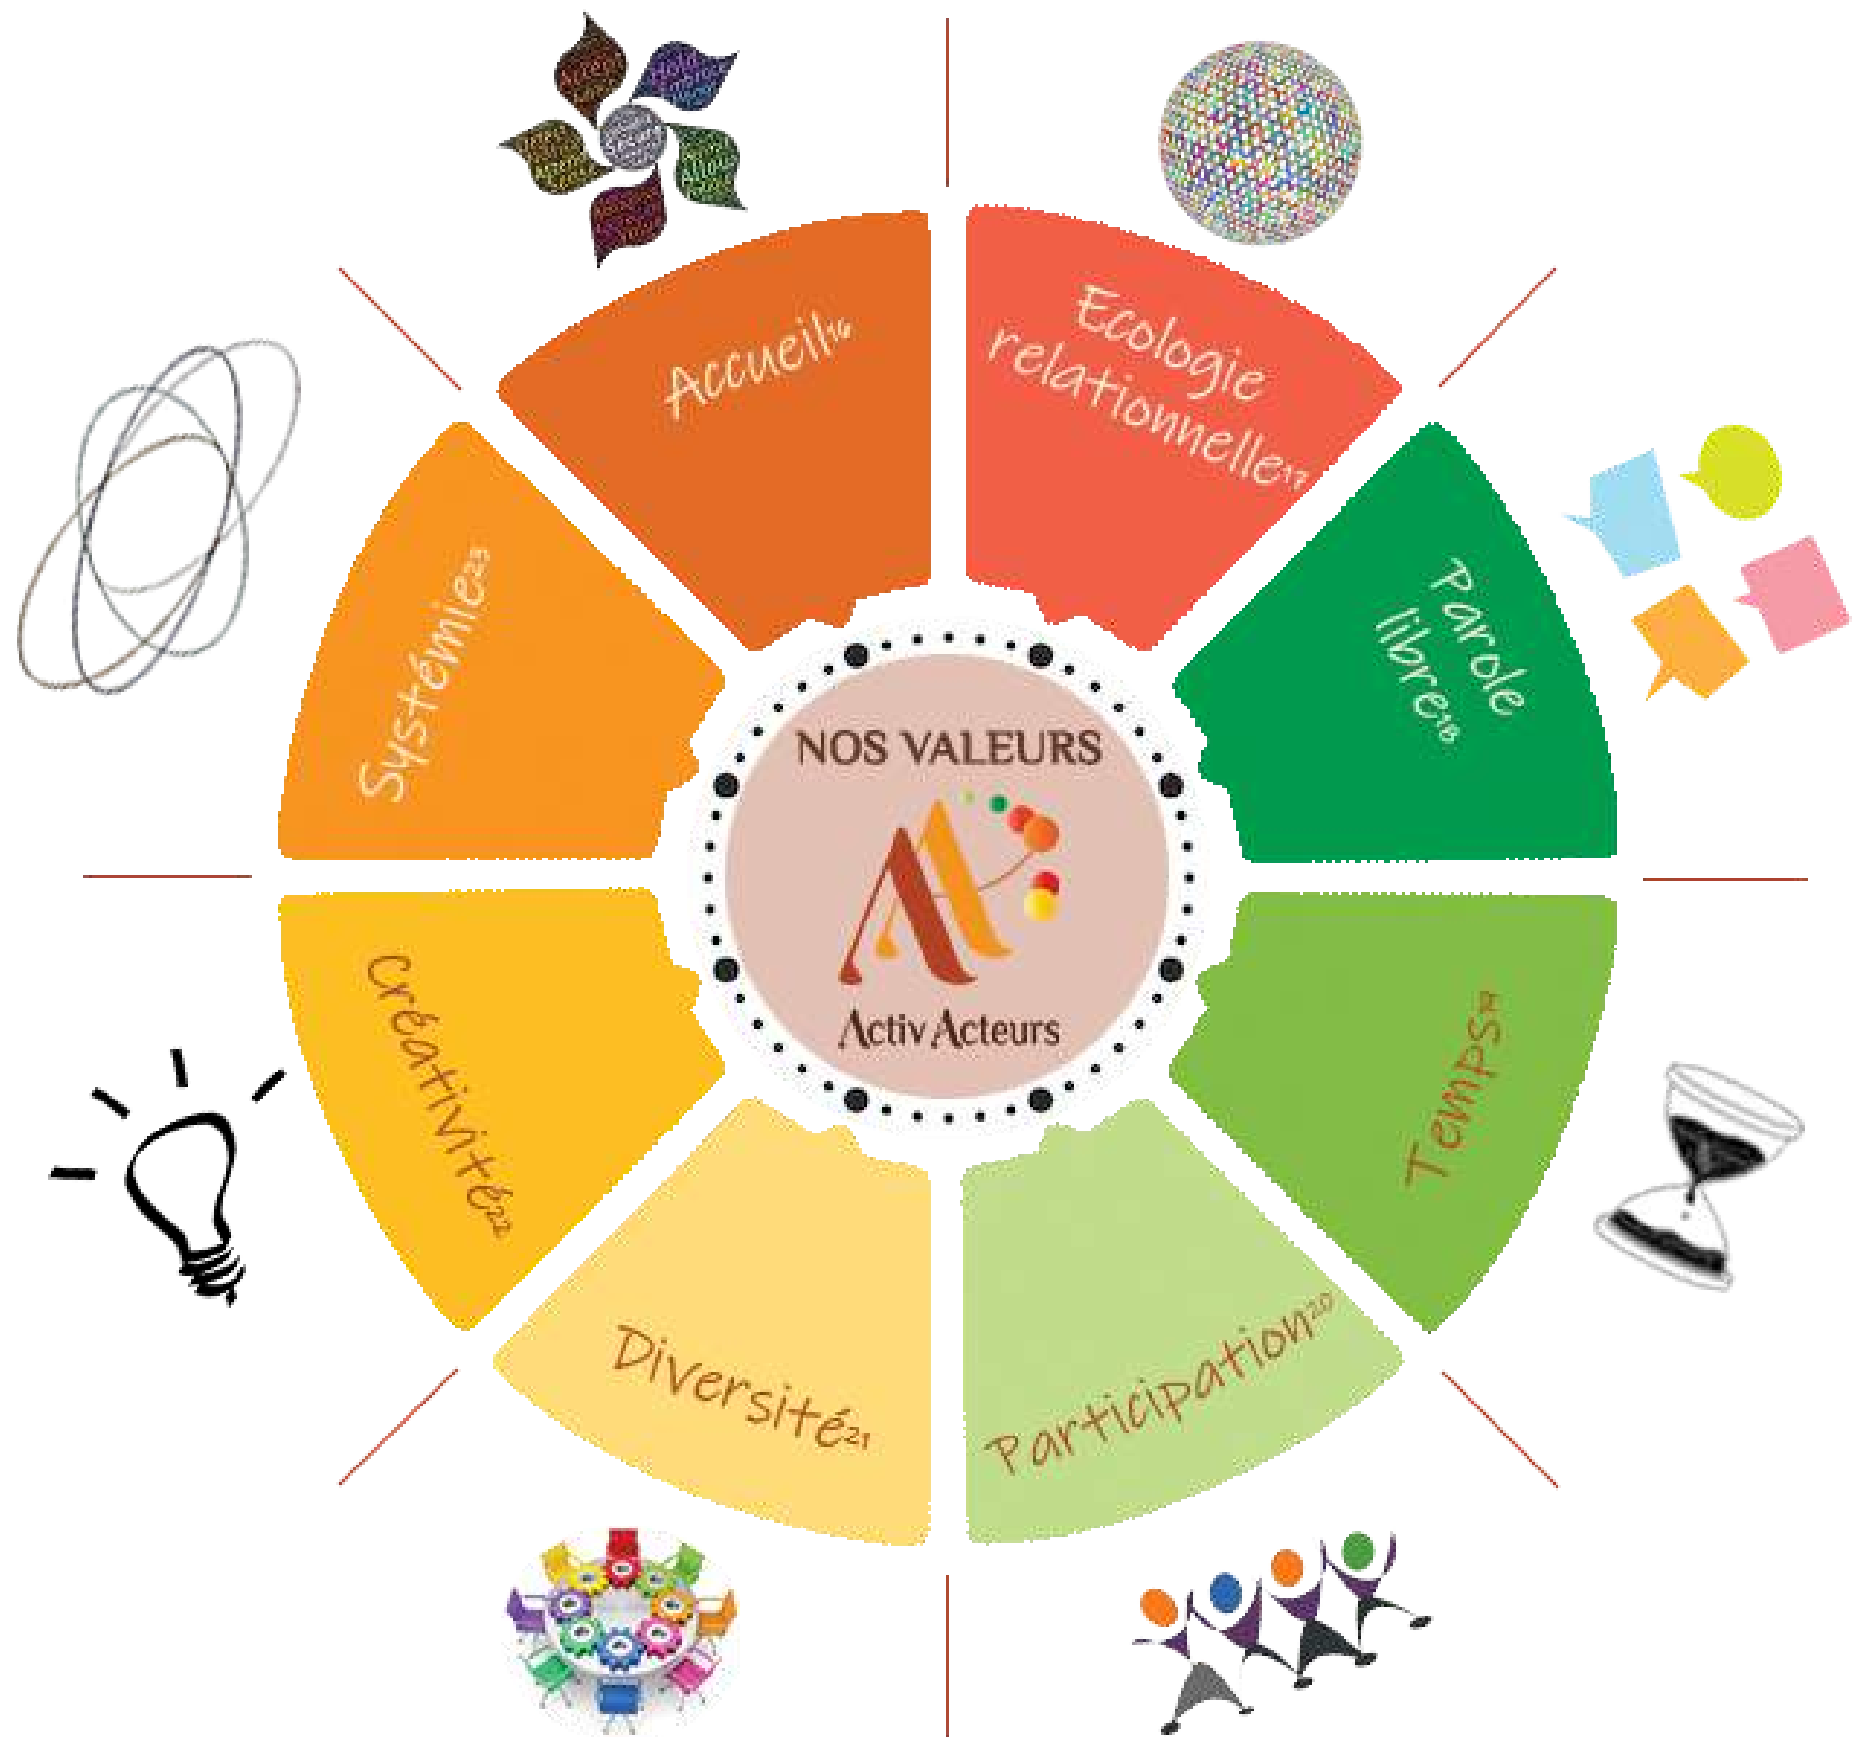 Accueil16
Ecologie
relationnelle17
Parole
libre18
Temps19
Participation20
Diversité21
Créativité22
Systémie23
NOS VALEURS
ActivActeurs